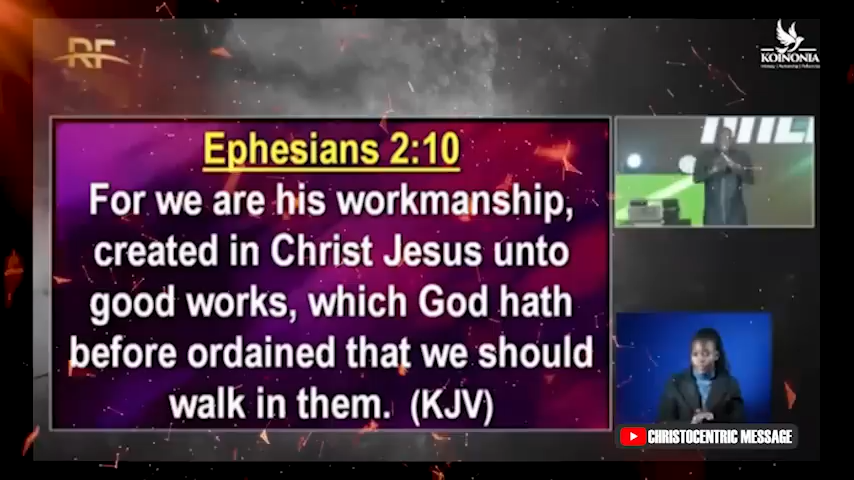 RF
KOINONIA
Ephesians 2:10
For we are his workmanship,
created in Christ Jesus unto
good works, which God hath
before ordained that we should
walk in them. (KJV)
CHRISTOCENTRIC MESSAGE